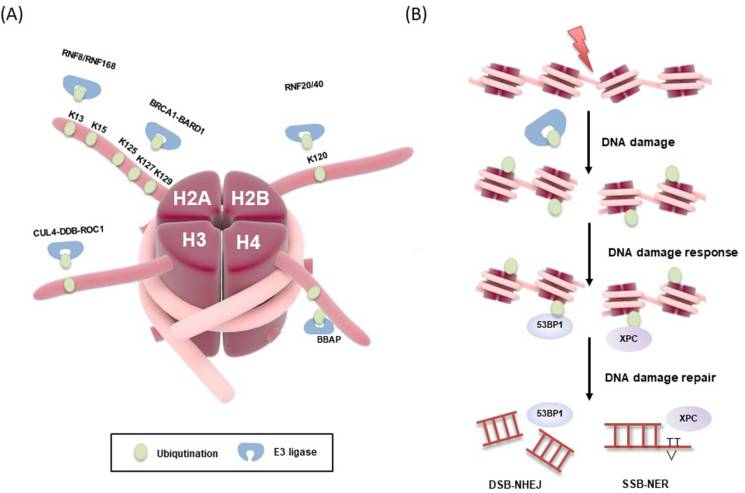 (A)
RNF8/RNF168
BRCA1-BARD1
RNF20/40
K13
K15
K125
K127
K129
K120
H2A
H2B
H3
H4
CUL4-DDB-ROC1
BBAP
Ubiqutination
E3 ligase
(B)
DNA damage
DNA damage response
53BP1
XPC
DNA damage repair
53BP1
XPC
TT
DSB-NHEJ
SSB-NER